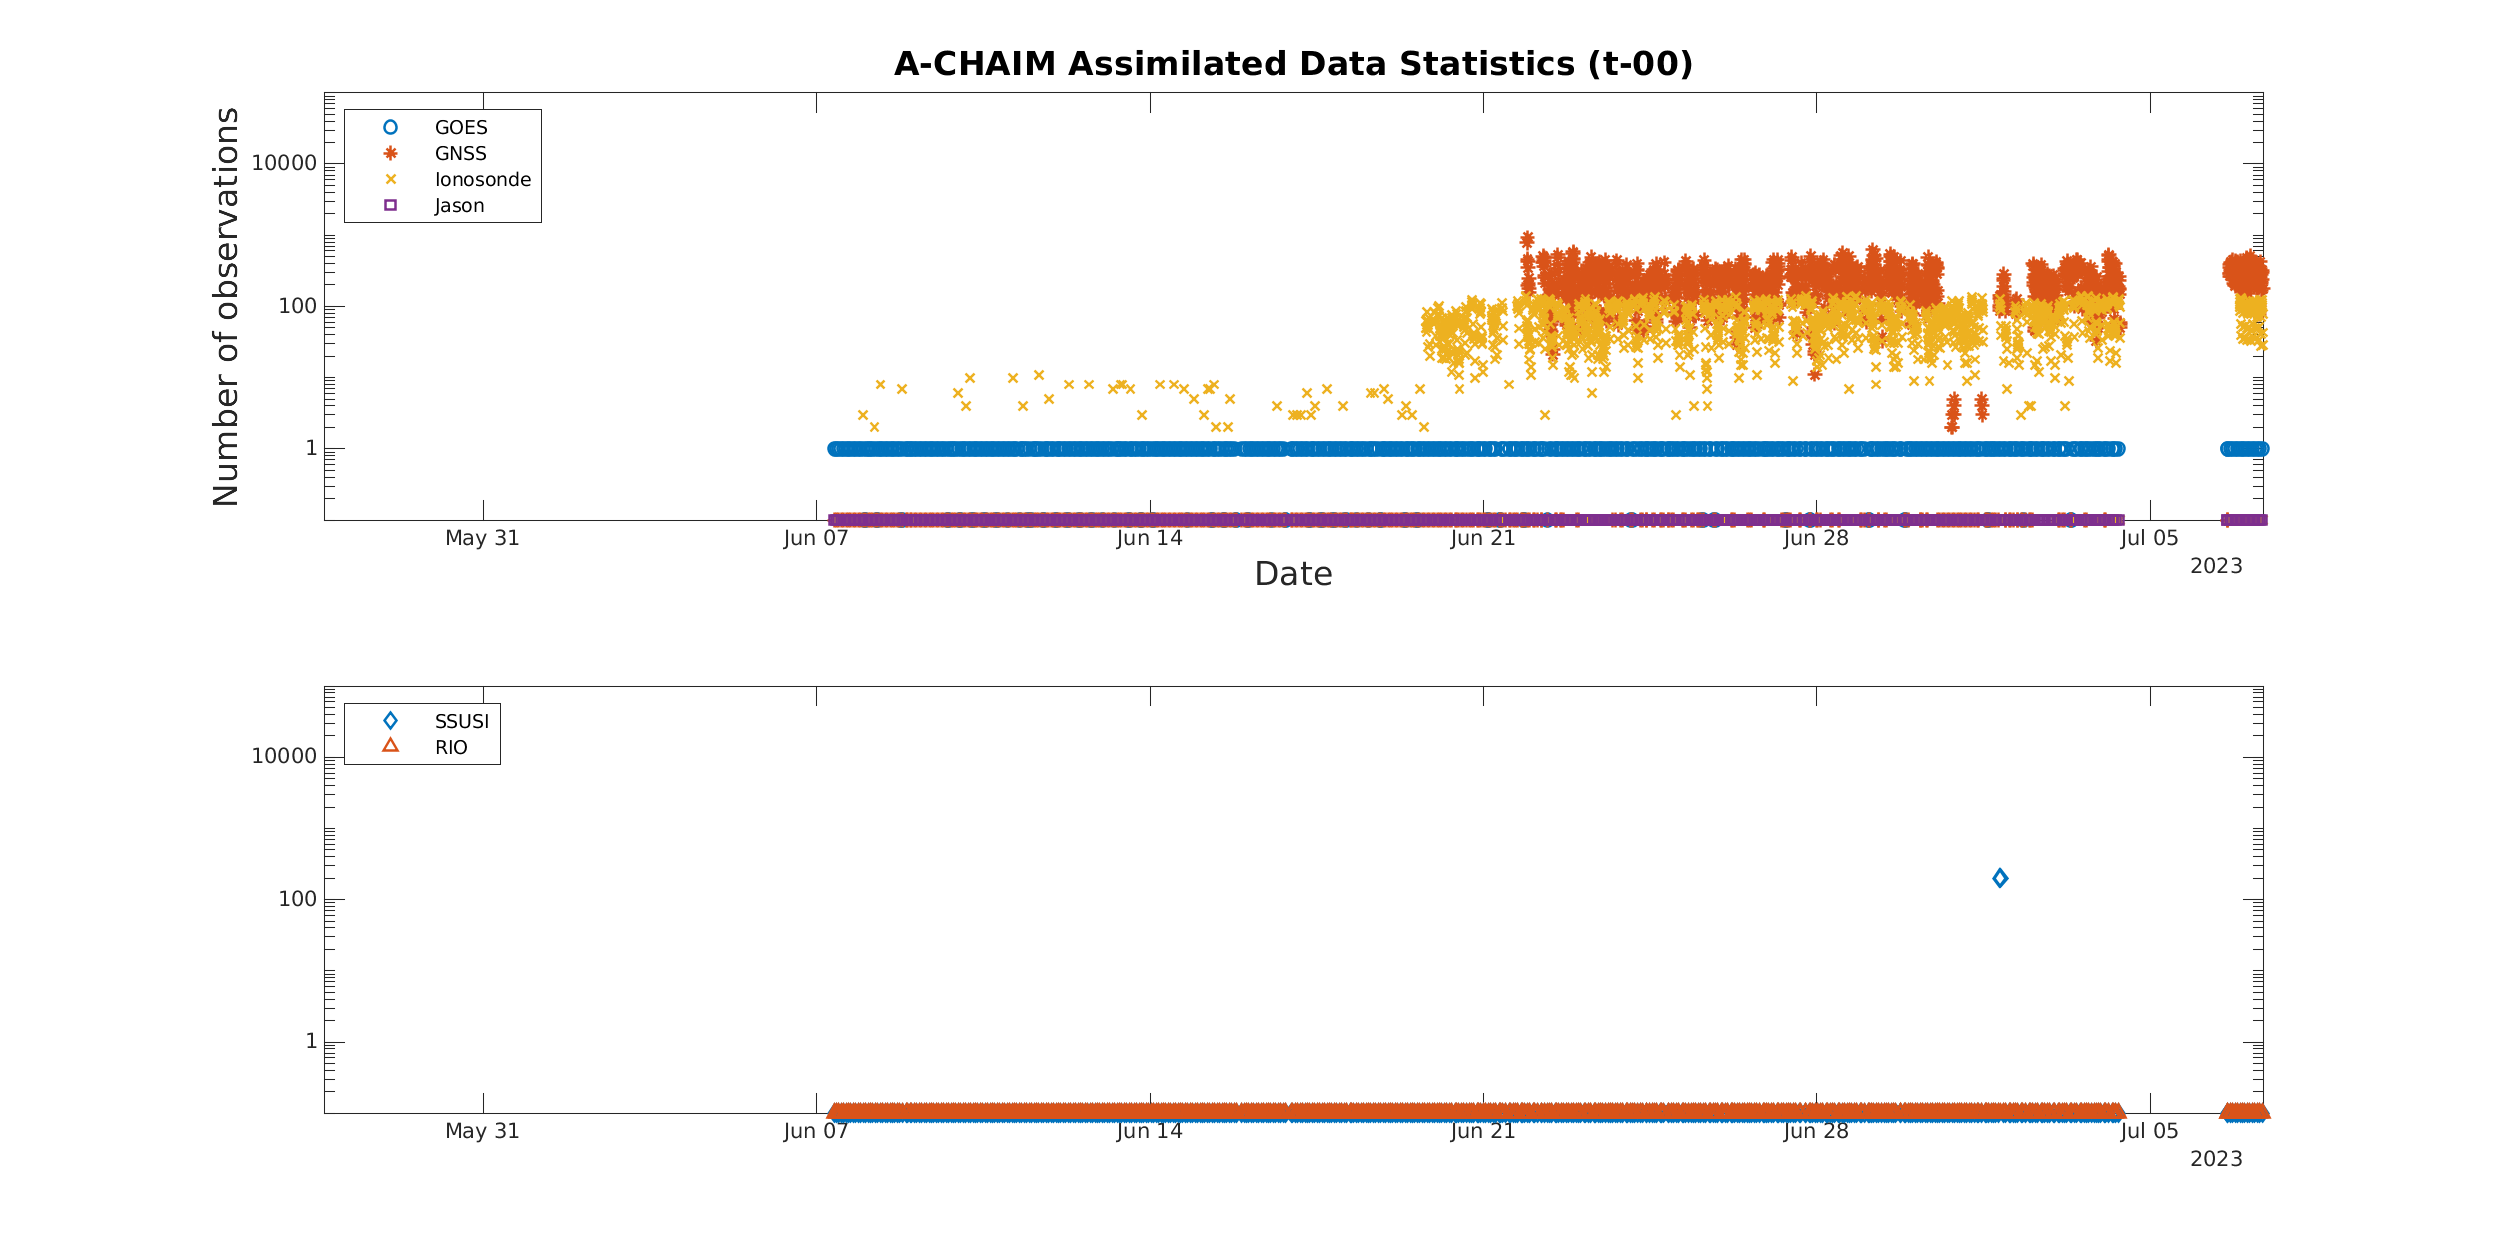 A-CHAIM Assimilated Data Statistics (t-00)
Number of observations
GOES
GNSS
Ionosonde
Jason
10000
100
1
May 31
Jun 07
Jun 14
Jun 21
Jun 28
Jul 05
2023
Date
SSUSI
RIO
10000
100
1
May 31
Jun 07
Jun 14
Jun 21
Jun 28
Jul 05
2023